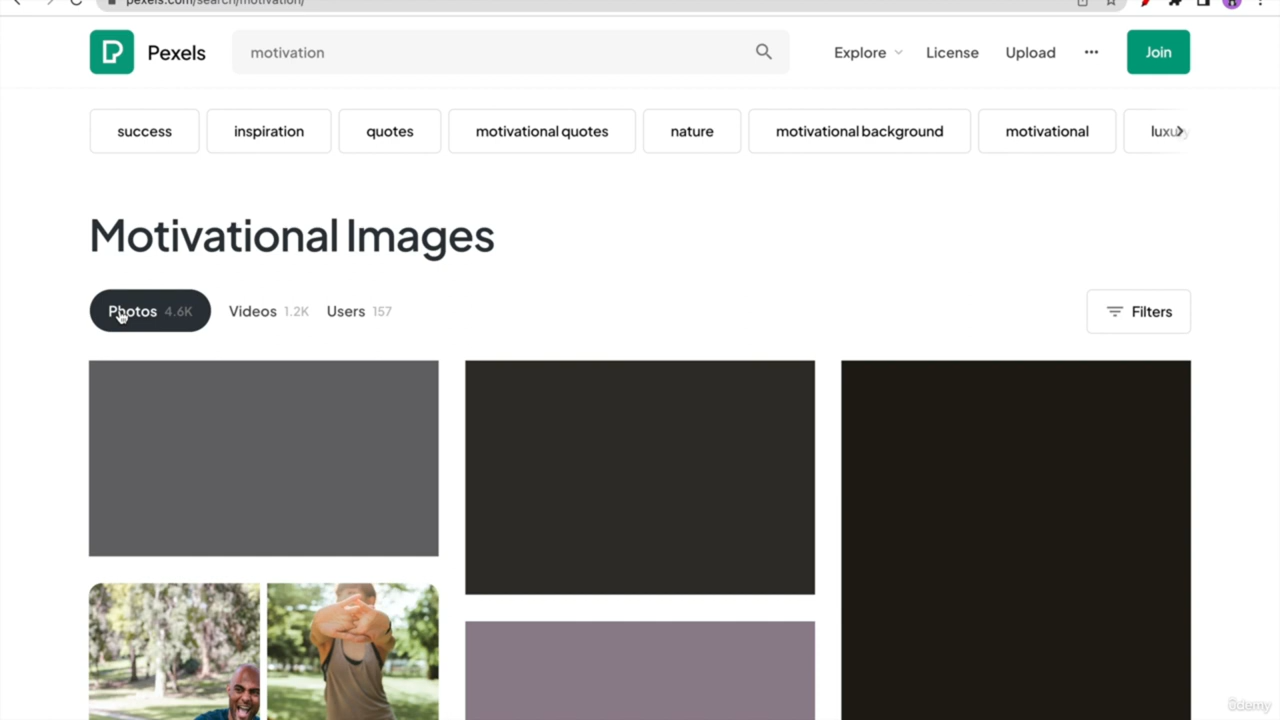 pexels.com/search/motivation/
Pexels
motivation
Explore
License
Upload
Join
success
inspiration
quotes
motivational quotes
nature
motivational background
motivational
Motivational Images
Photos 4.6K
Videos 1.2K
Users 157
Filters
ûdemy